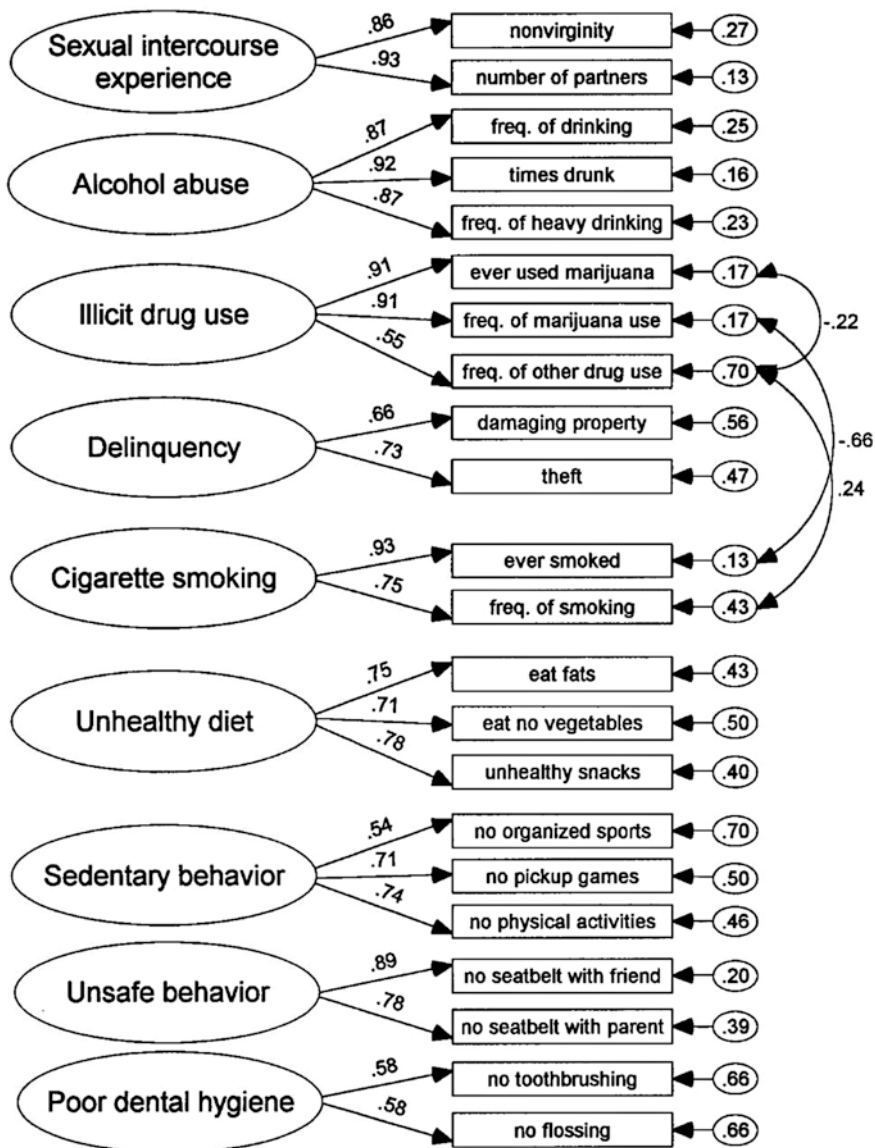 Sexual intercourse
experience
.86
nonvirginity
.27
.93
number of partners
.13
Alcohol abuse
.87
freq. of drinking
.25
.92
times drunk
.16
.87
freq. of heavy drinking
.23
Illicit drug use
.91
ever used marijuana
.17
.91
freq. of marijuana use
.17
.55
freq. of other drug use
.70
-.22
Delinquency
.66
damaging property
.56
.73
theft
.47
-.66
.24
Cigarette smoking
.93
ever smoked
.13
.75
freq. of smoking
.43
Unhealthy diet
.75
eat fats
.43
.71
eat no vegetables
.50
.78
unhealthy snacks
.40
Sedentary behavior
.54
no organized sports
.70
.71
no pickup games
.50
.74
no physical activities
.46
Unsafe behavior
.89
no seatbelt with friend
.20
.78
no seatbelt with parent
.39
Poor dental hygiene
.58
no toothbrushing
.66
.58
no flossing
.66